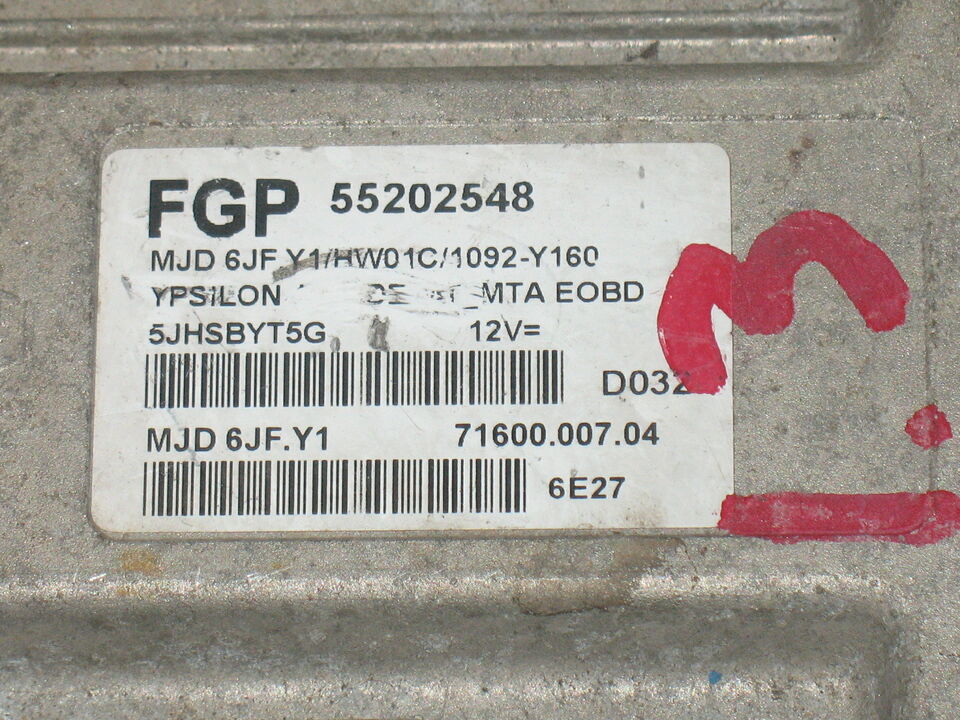 FGP 55202548
MJD 6JF Y1/HW01C/1092-Y160
YPSILON MTA EOBD
5JHSBYT5G 12V=
D032
MJD 6JF.Y1 71600.007.04
6E27